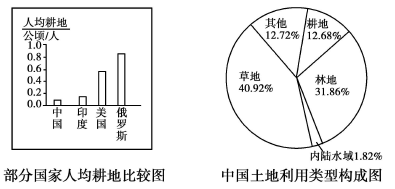 人均耕地
公顷/人
1.0
0.8
0.6
0.4
0.2
0.0
中国
印度
美国
俄罗斯
部分国家人均耕地比较图
其他
12.72%
耕地
12.68%
草地
40.92%
林地
31.86%
内陆水域1.82%
中国土地利用类型构成图